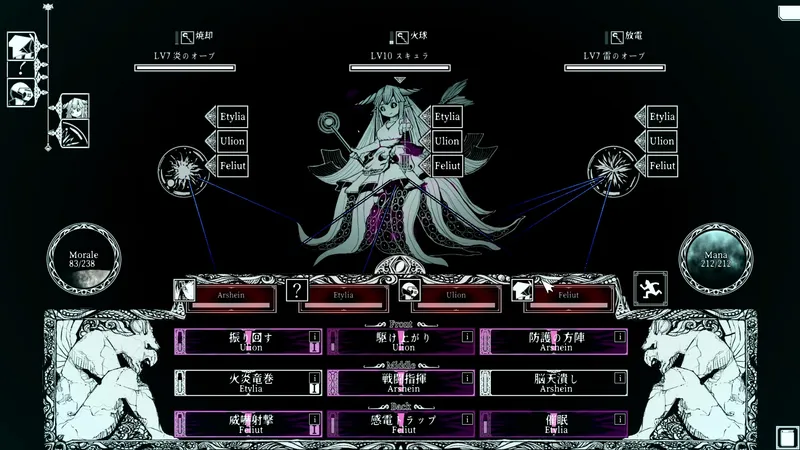 焼却
LV7 炎のオーブ
火球
LV10 スキュラ
放電
LV7 雷のオーブ
Etylia
Ulion
Feliut
Etylia
Ulion
Feliut
Etylia
Ulion
Feliut
Morale
83/238
Mana
212/212
Arshein
?
Etylia
Ulion
Feliut
Front
振り回す
Ulion
駆け上がり
Ulion
防護の方陣
Arshein
Middle
火炎竜巻
Etylia
戦闘指揮
Arshein
脳天潰し
Arshein
Back
威嚇射撃
Feliut
感電トラップ
Feliut
催眠
Etylia